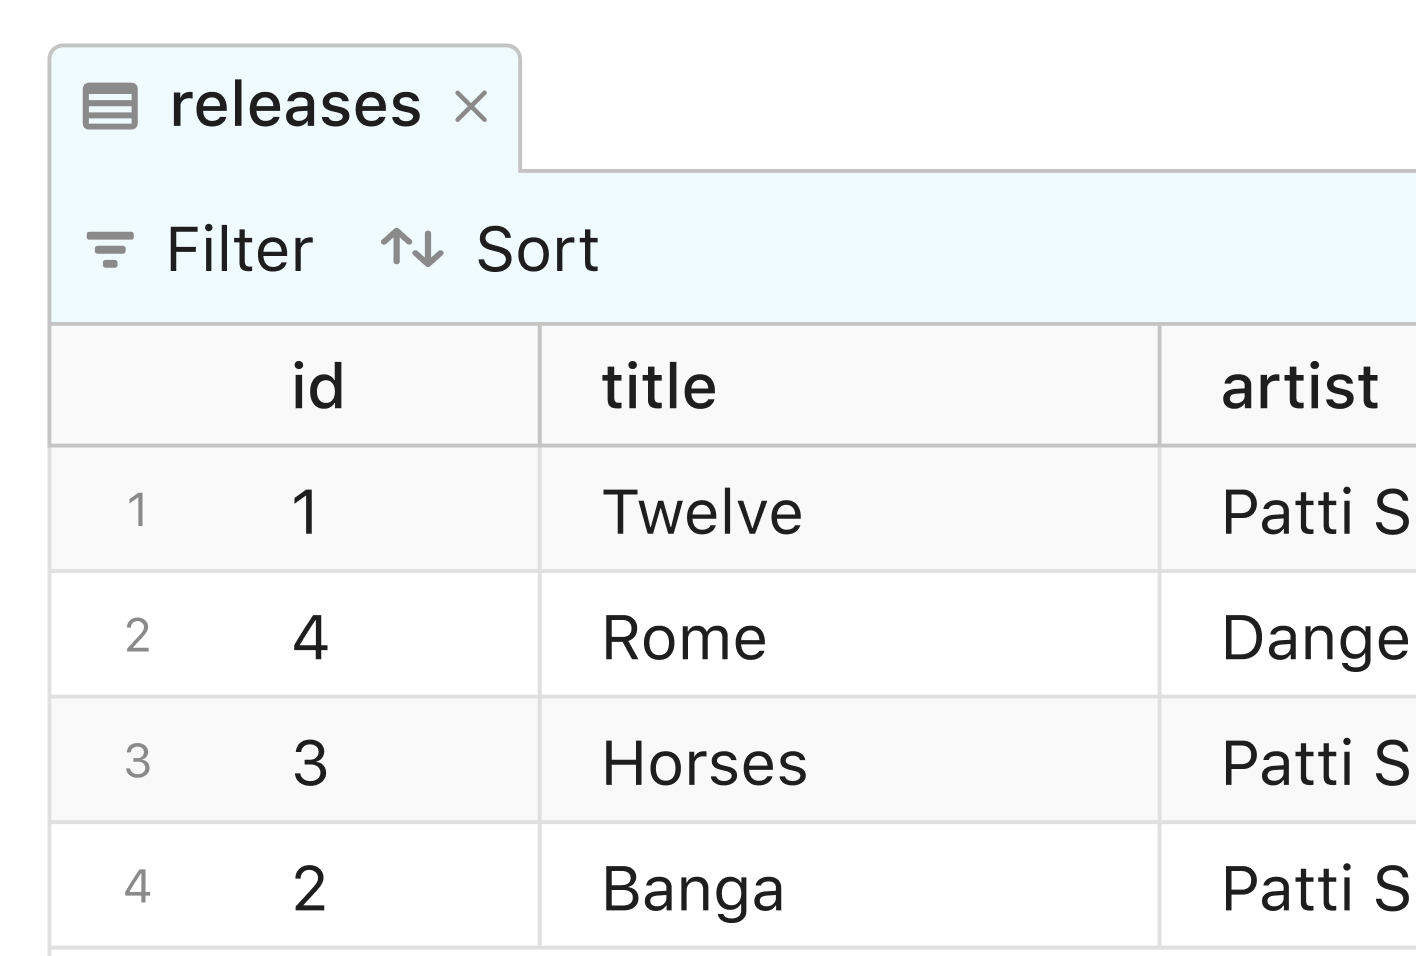 releases
Filter Sort
id title artist
1 1 Twelve Patti S
2 4 Rome Dange
3 3 Horses Patti S
4 2 Banga Patti S